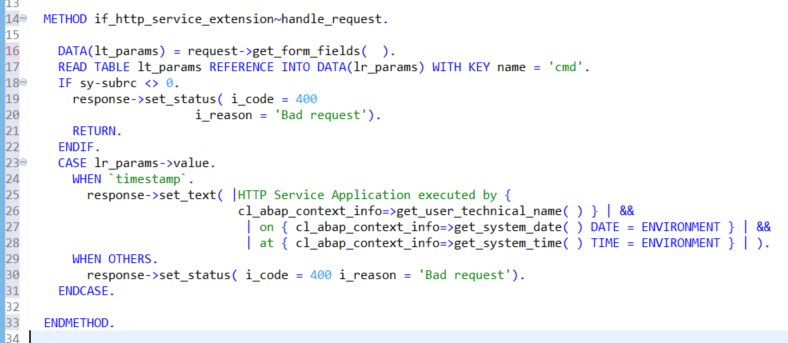 13
14 METHOD if_http_service_extension~handle_request.
15
16 DATA(lt_params) = request->get_form_fields(  ).
17 READ TABLE lt_params REFERENCE INTO DATA(lr_params) WITH KEY name = 'cmd'.
18 IF sy-subrc <> 0.
19 response->set_status( i_code = 400
20 i_reason = 'Bad request').
21 RETURN.
22 ENDIF.
23 CASE lr_params->value.
24 WHEN `timestamp`.
25 response->set_text( |HTTP Service Application executed by {
26 cl_abap_context_info=>get_user_technical_name( ) } | &&
27 | on { cl_abap_context_info=>get_system_date( ) DATE = ENVIRONMENT } | &&
28 | at { cl_abap_context_info=>get_system_time( ) TIME = ENVIRONMENT } | ).
29 WHEN OTHERS.
30 response->set_status( i_code = 400 i_reason = 'Bad request').
31 ENDCASE.
32
33 ENDMETHOD.
34